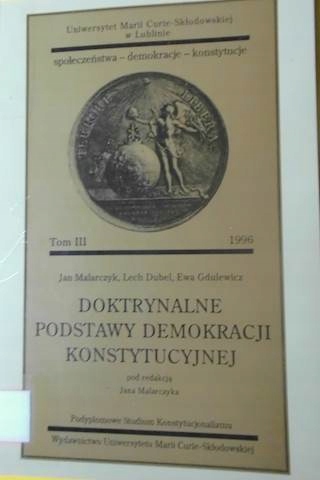 Uniwersytet Marii Curie-Skłodowskiej
w Lublinie
społeczeństwa – demokracje – konstytucje
Tom III 1996
Jan Malarczyk, Lech Dubel, Ewa Gdulewicz
DOKTRYNALNE
PODSTAWY DEMOKRACJI
KONSTYTUCYJNEJ
pod redakcją
Jana Malarczyka
Podyplomowe Studium Konstytucjonalizmu
Wydawnictwo Uniwersytetu Marii Curie-Skłodowskiej